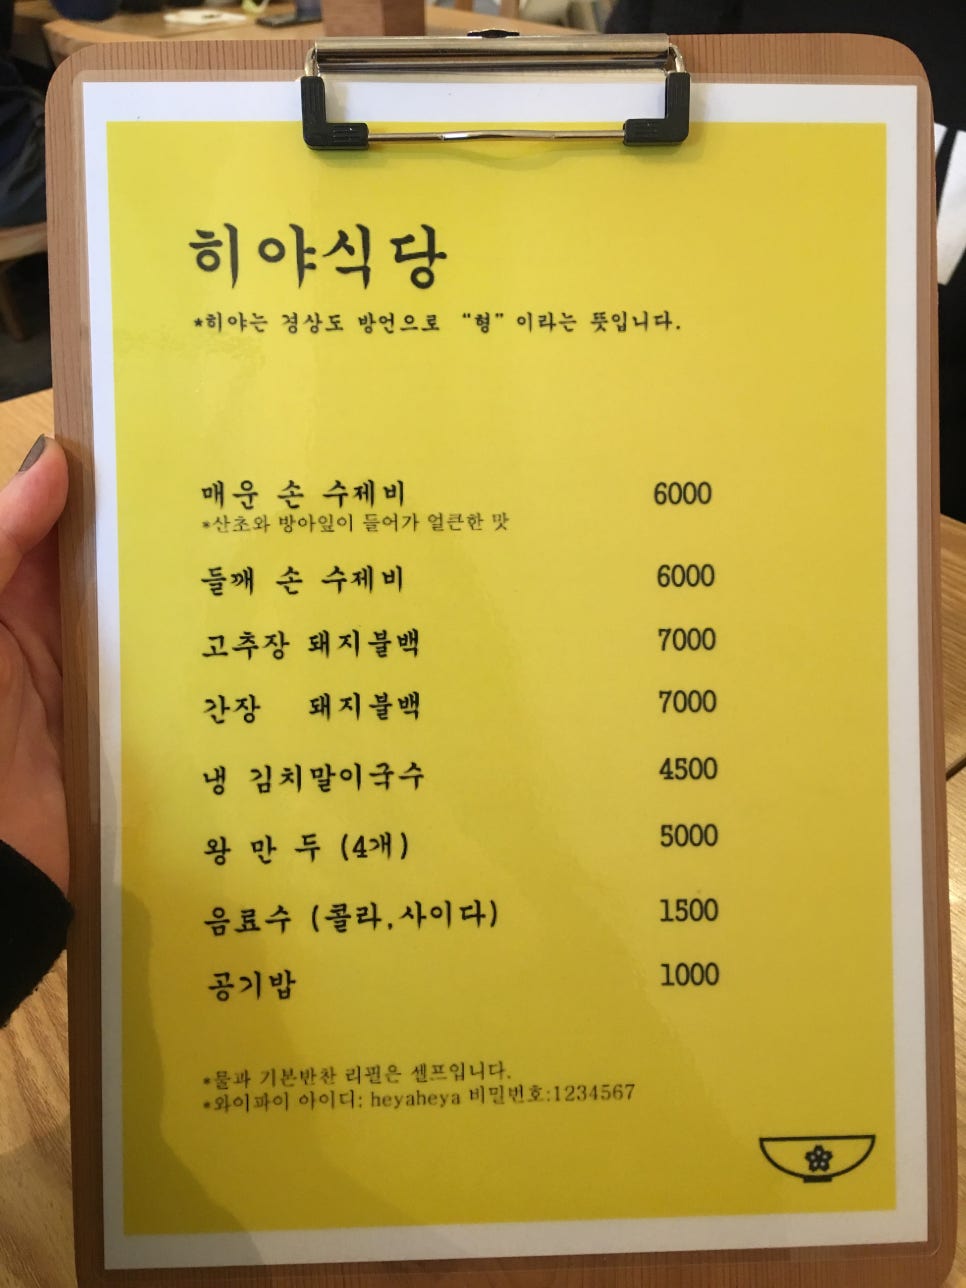 히야식당
*히야는 경상도 방언으로 “형” 이라는 뜻입니다.
매운 손 수제비 6000
*산초와 방아잎이 들어가 얼큰한 맛
들깨 손 수제비 6000
고추장 돼지불백 7000
간장 돼지불백 7000
냉 김치말이국수 4500
왕 만 두 (4개) 5000
음료수 (콜라,사이다) 1500
공기밥 1000
*물과 기본반찬 리필은 셀프입니다.
*와이파이 아이디: heyaheya 비밀번호:1234567